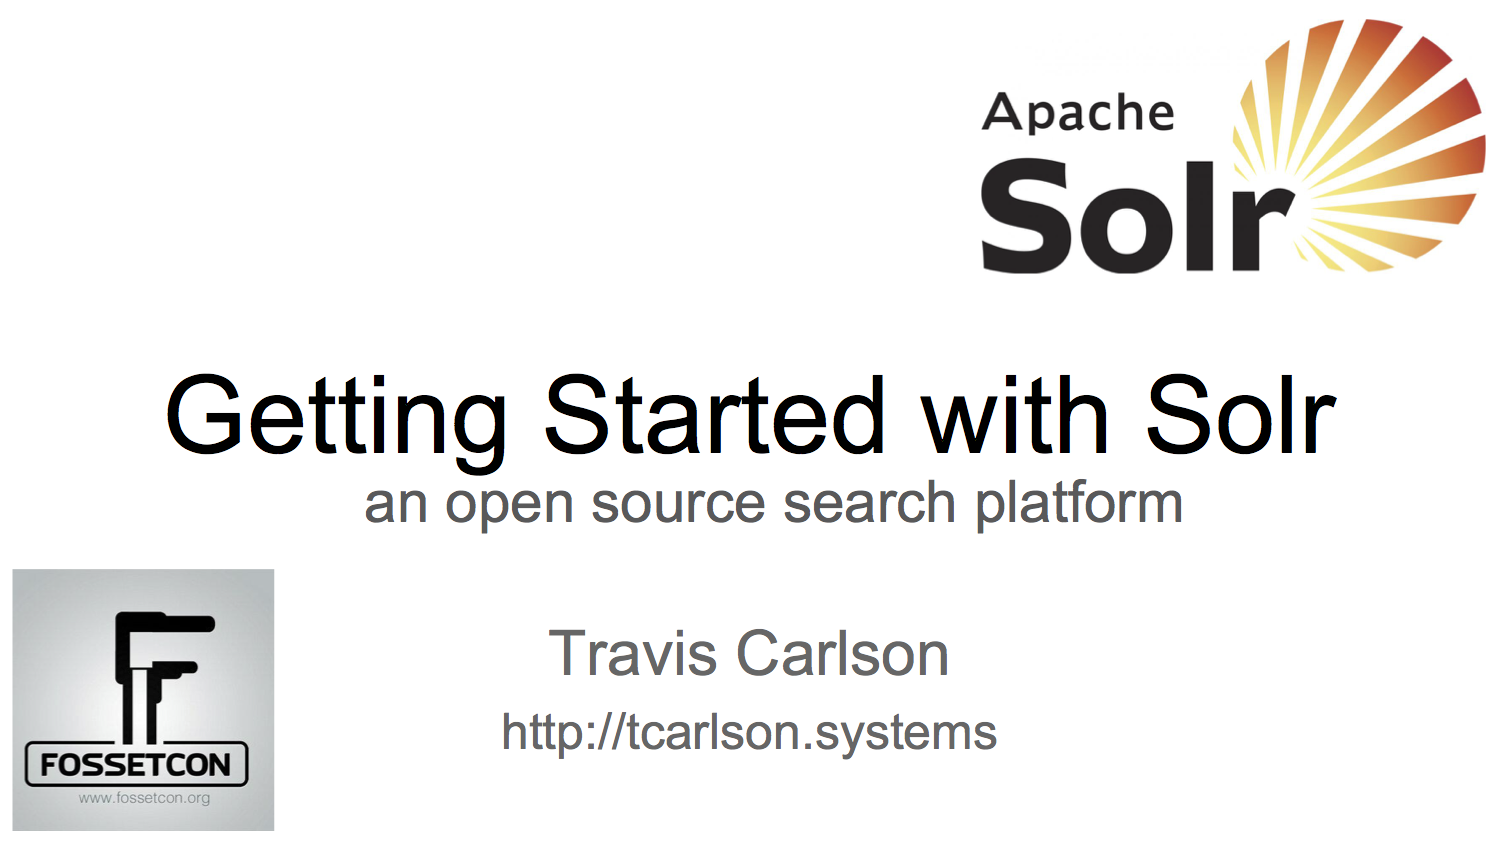 Apache
Solr
Getting Started with Solr
an open source search platform
Travis Carlson
http://tcarlson.systems
FOSSETCON
www.fossetcon.org